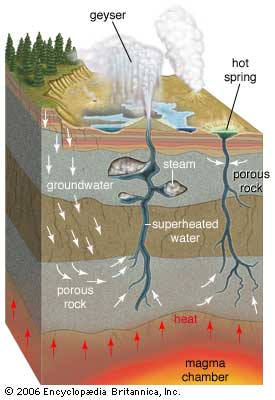 geyser
hot
spring
steam
groundwater
porous
rock
superheated
water
porous
rock
heat
magma
chamber
© 2006 Encyclopædia Britannica, Inc.